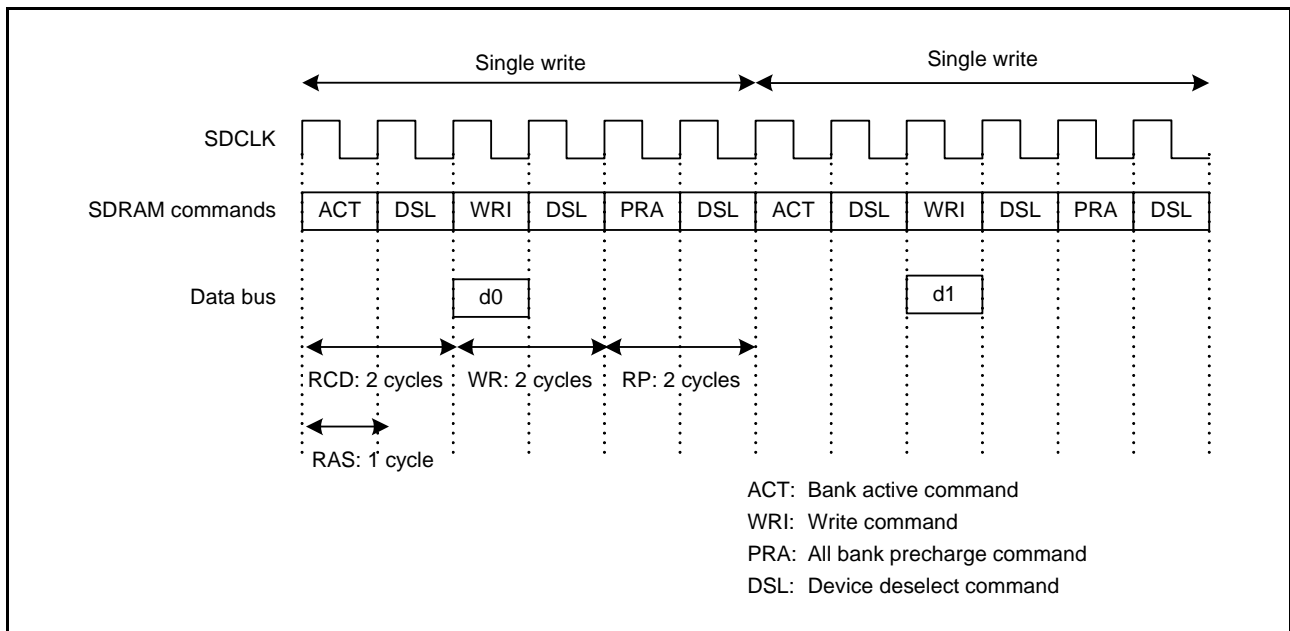 Single write Single write
SDCLK
SDRAM commands ACT DSL WRI DSL PRA DSL ACT DSL WRI DSL PRA DSL
Data bus d0 d1
RCD: 2 cycles WR: 2 cycles RP: 2 cycles
RAS: 1 cycle
ACT: Bank active command
WRI: Write command
PRA: All bank precharge command
DSL: Device deselect command